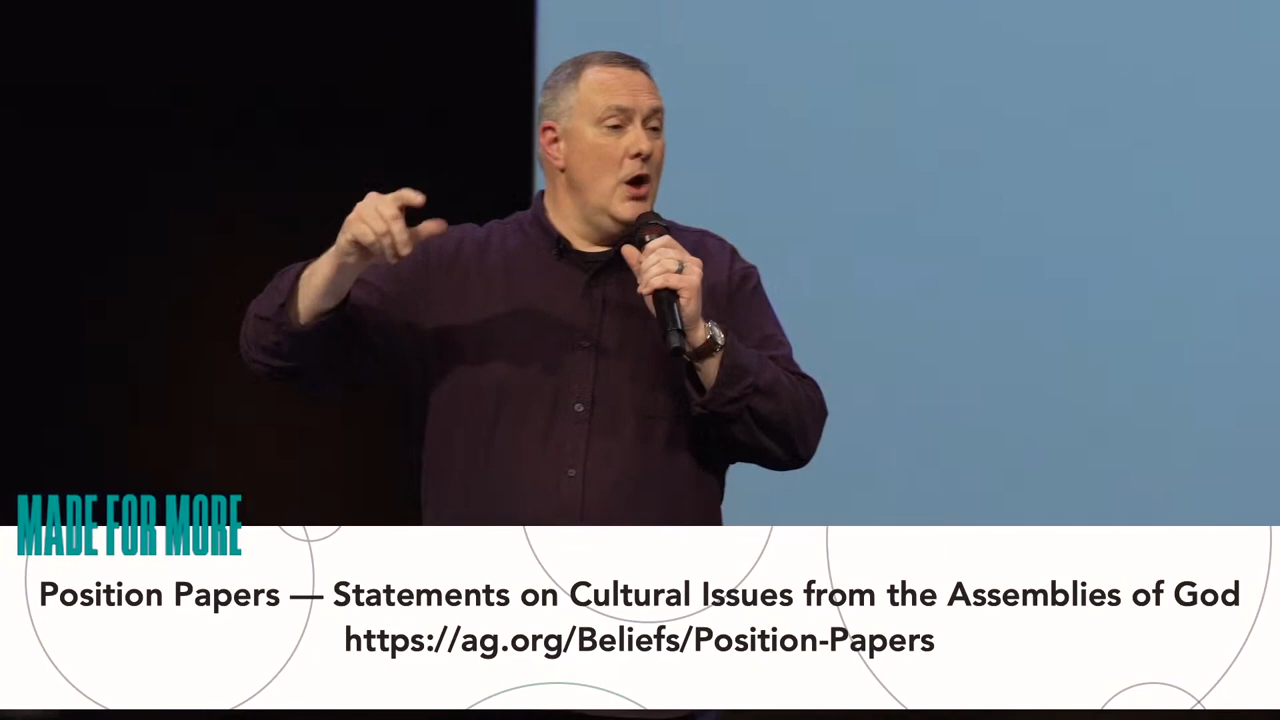 MADE FOR MORE
Position Papers — Statements on Cultural Issues from the Assemblies of God
https://ag.org/Beliefs/Position-Papers